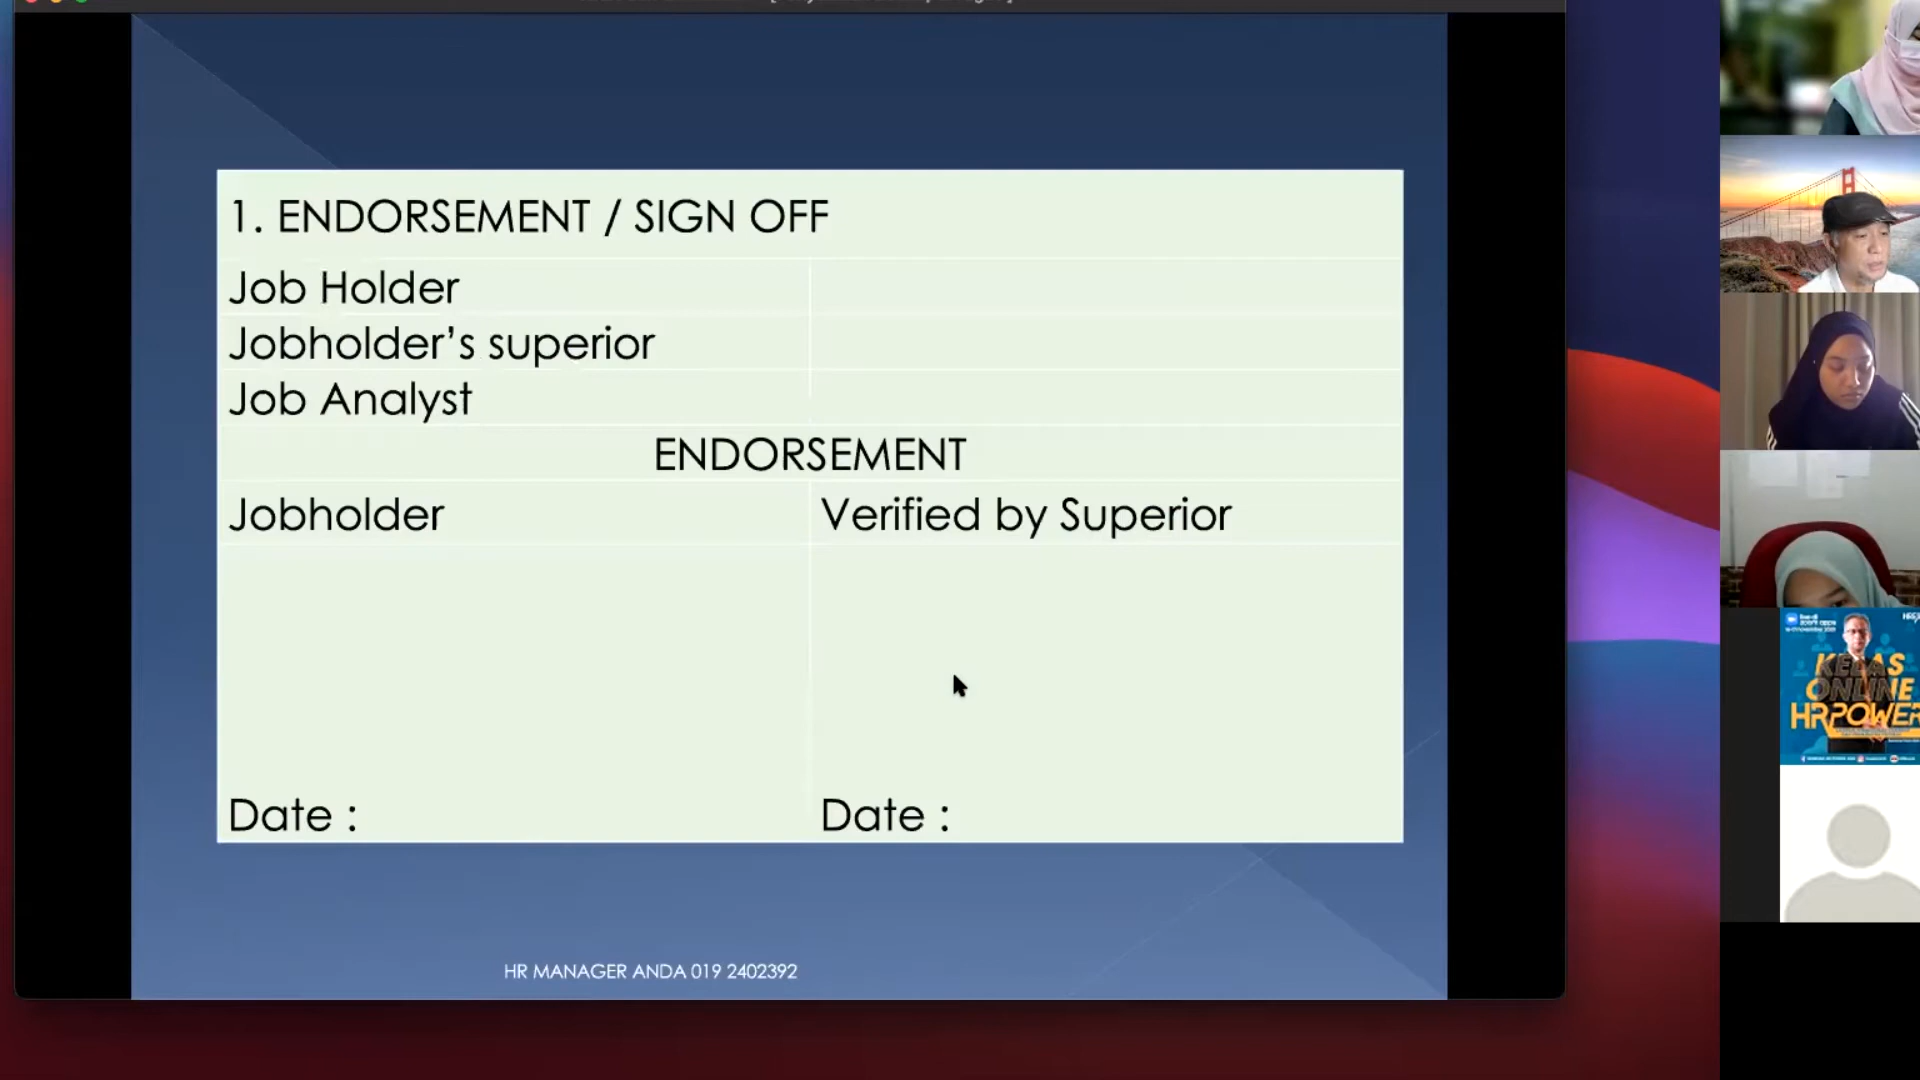 1. ENDORSEMENT / SIGN OFF
Job Holder
Jobholder’s superior
Job Analyst
ENDORSEMENT
Jobholder
Verified by Superior
Date :
Date :
HR MANAGER ANDA 019 2402392
KELAS
ONLINE
HRPOWER